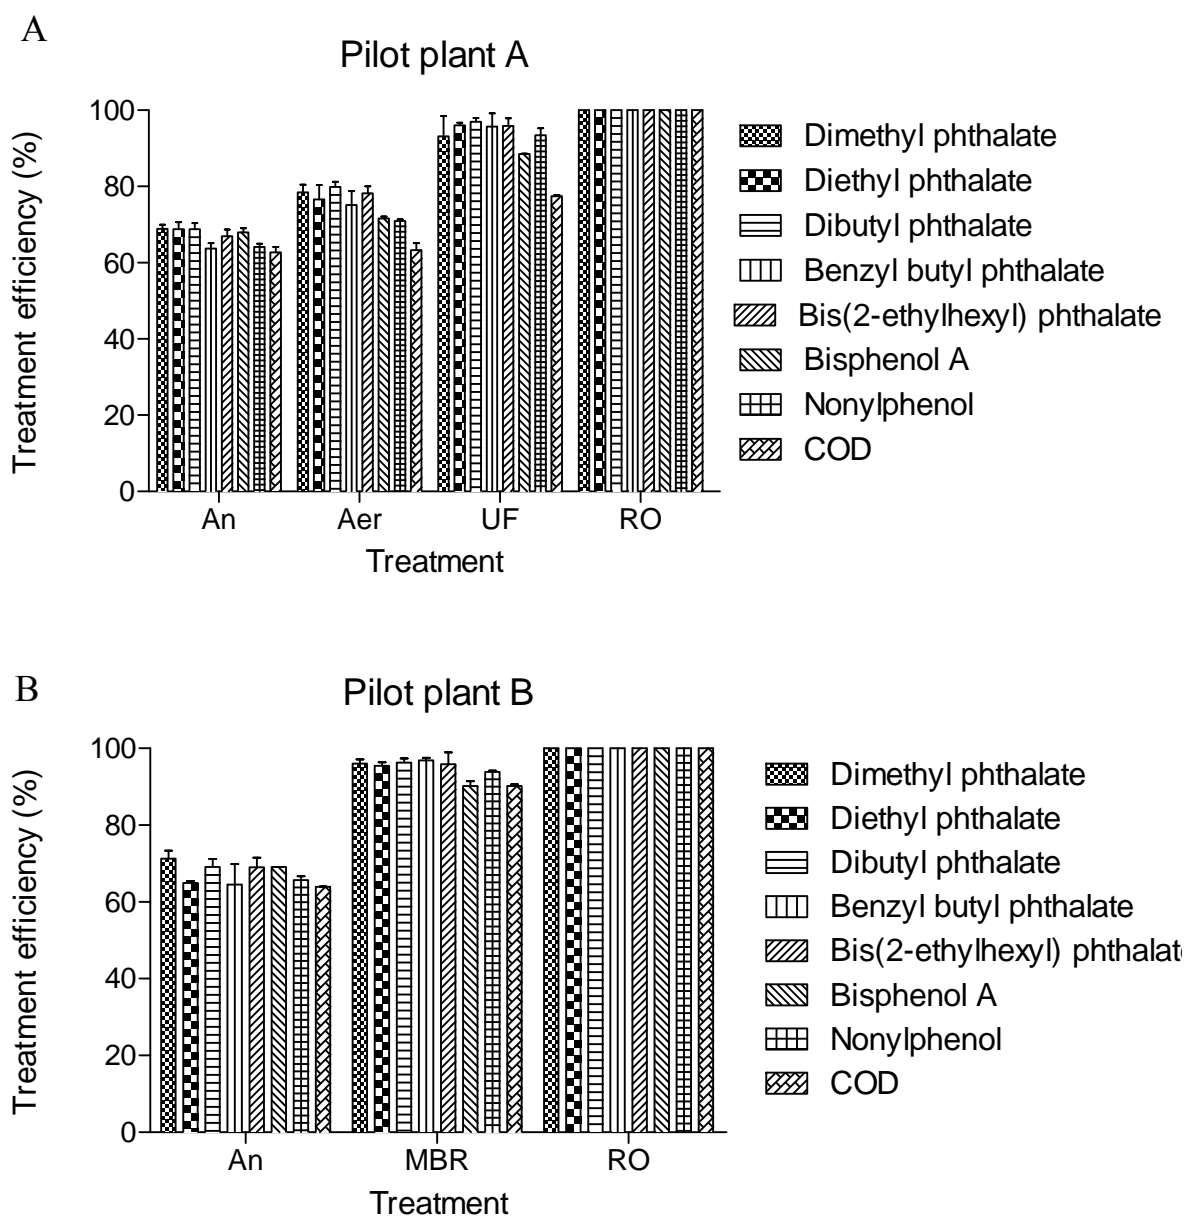 A
Pilot plant A
Treatment efficiency (%)
100
80
60
40
20
0
An Aer UF RO
Treatment
Dimethyl phthalate
Diethyl phthalate
Dibutyl phthalate
Benzyl butyl phthalate
Bis(2-ethylhexyl) phthalate
Bisphenol A
Nonylphenol
COD
B
Pilot plant B
Treatment efficiency (%)
100
80
60
40
20
0
An MBR RO
Treatment
Dimethyl phthalate
Diethyl phthalate
Dibutyl phthalate
Benzyl butyl phthalate
Bis(2-ethylhexyl) phthalat
Bisphenol A
Nonylphenol
COD